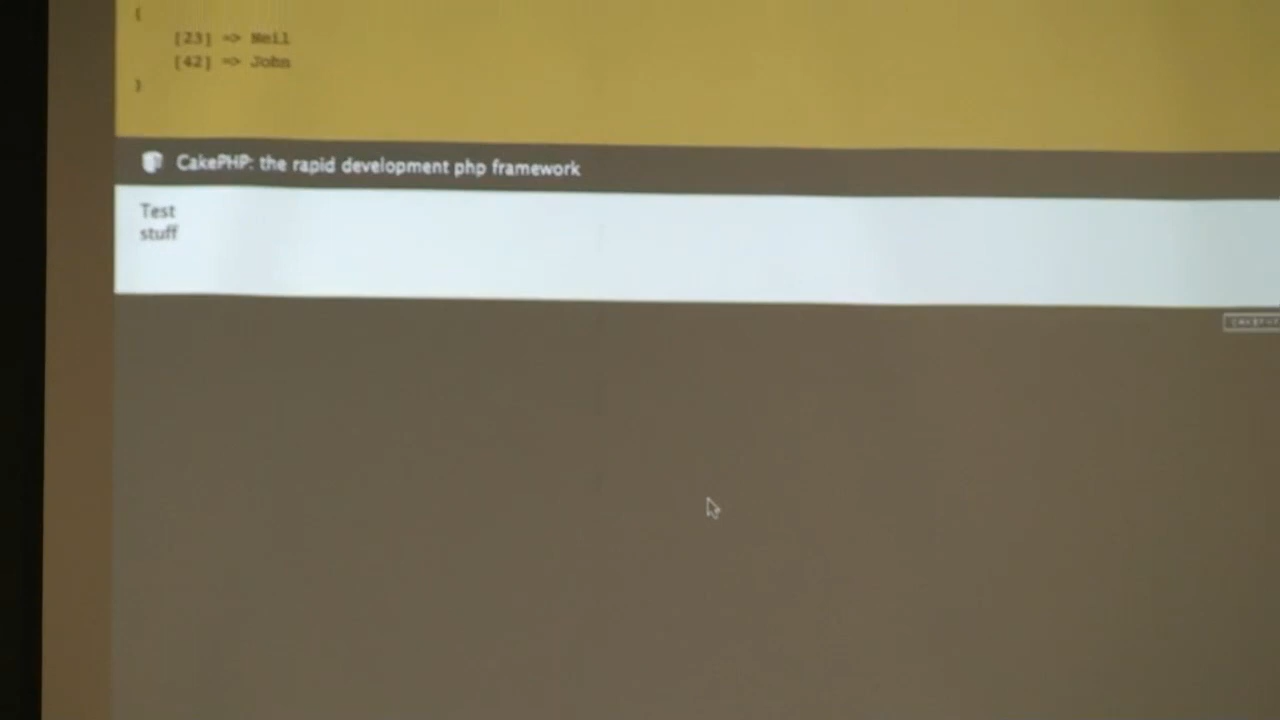 (
[23] => Neil
[42] => John
)
CakePHP: the rapid development php framework
Test
stuff